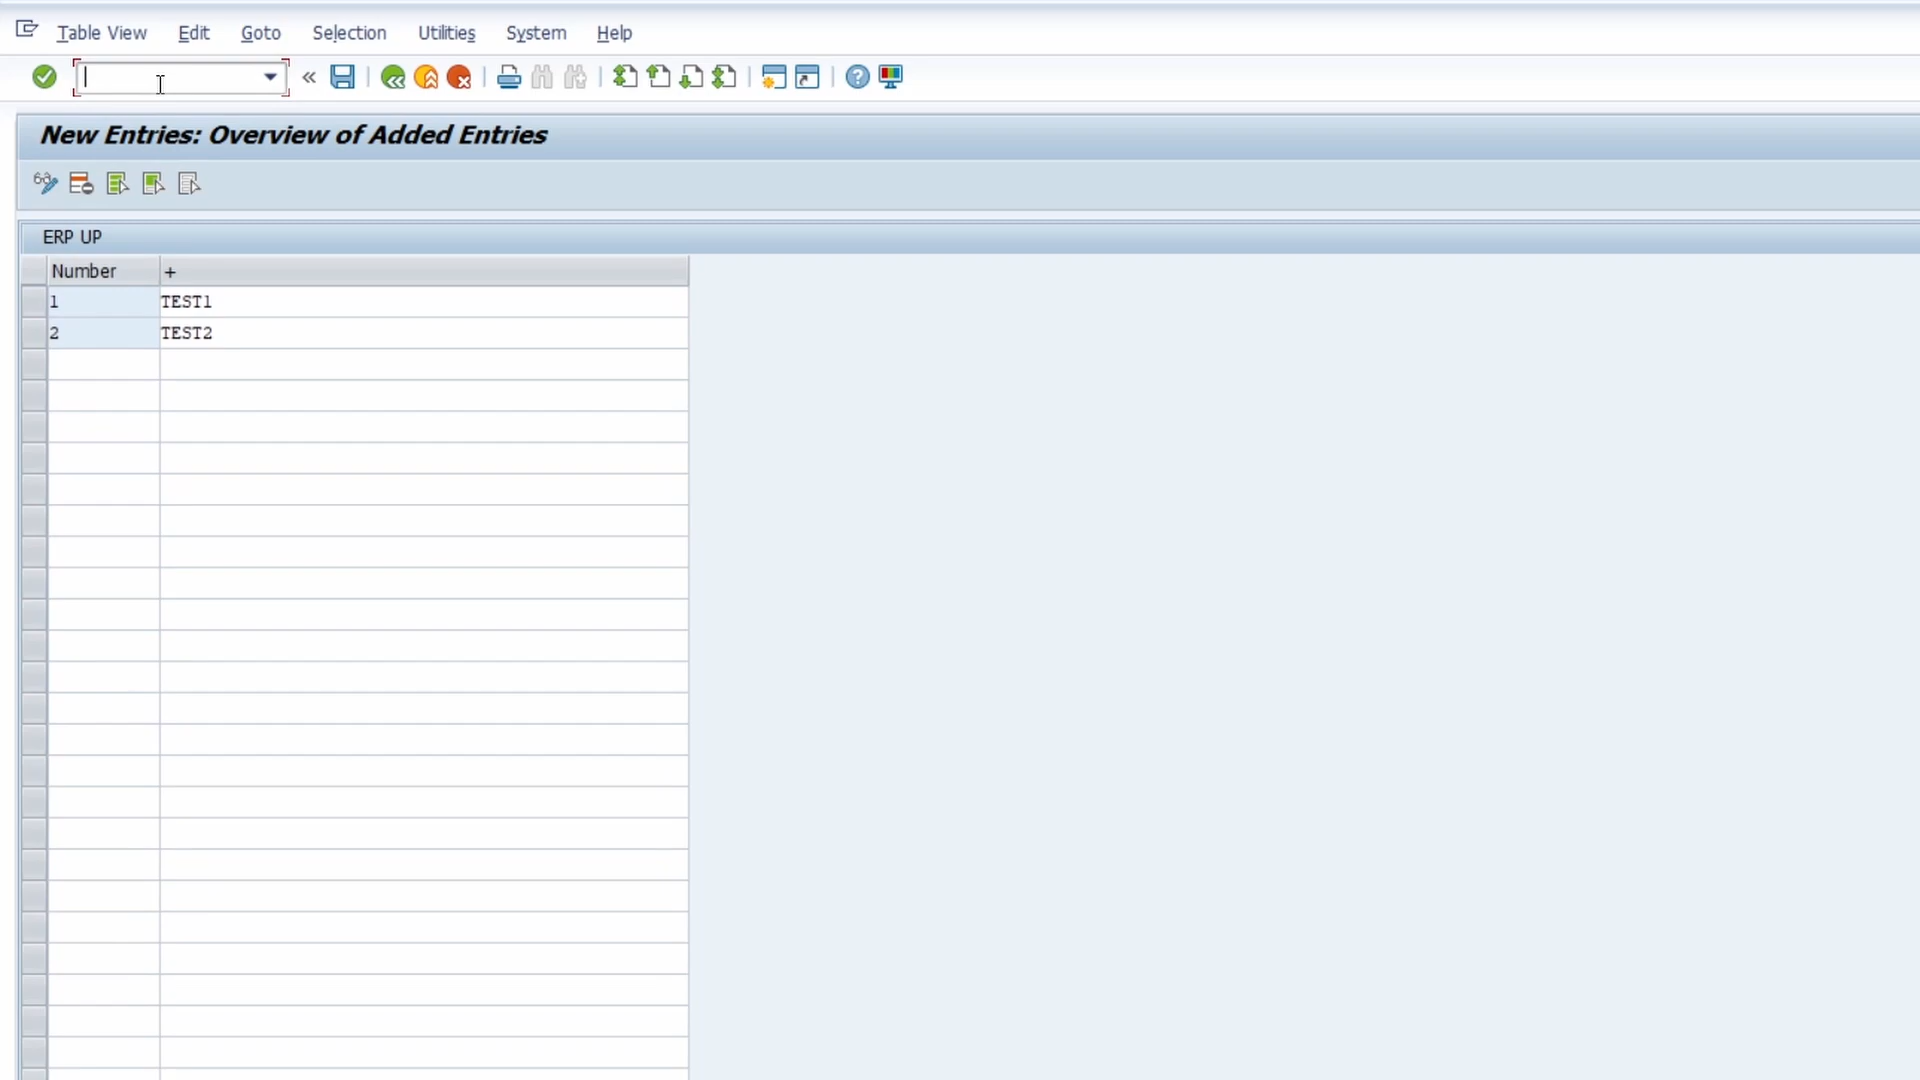 Table View Edit Goto Selection Utilities System Help
New Entries: Overview of Added Entries
ERP UP
Number +
1 TEST1
2 TEST2